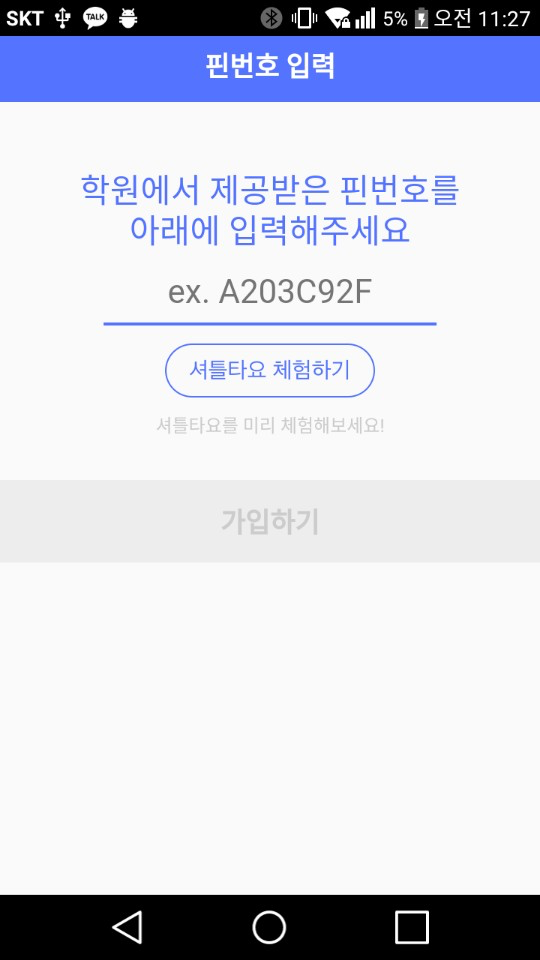 SKT TALK 5% 오전 11:27
핀번호 입력
학원에서 제공받은 핀번호를
아래에 입력해주세요
ex. A203C92F
셔틀타요 체험하기
셔틀타요를 미리 체험해보세요!
가입하기